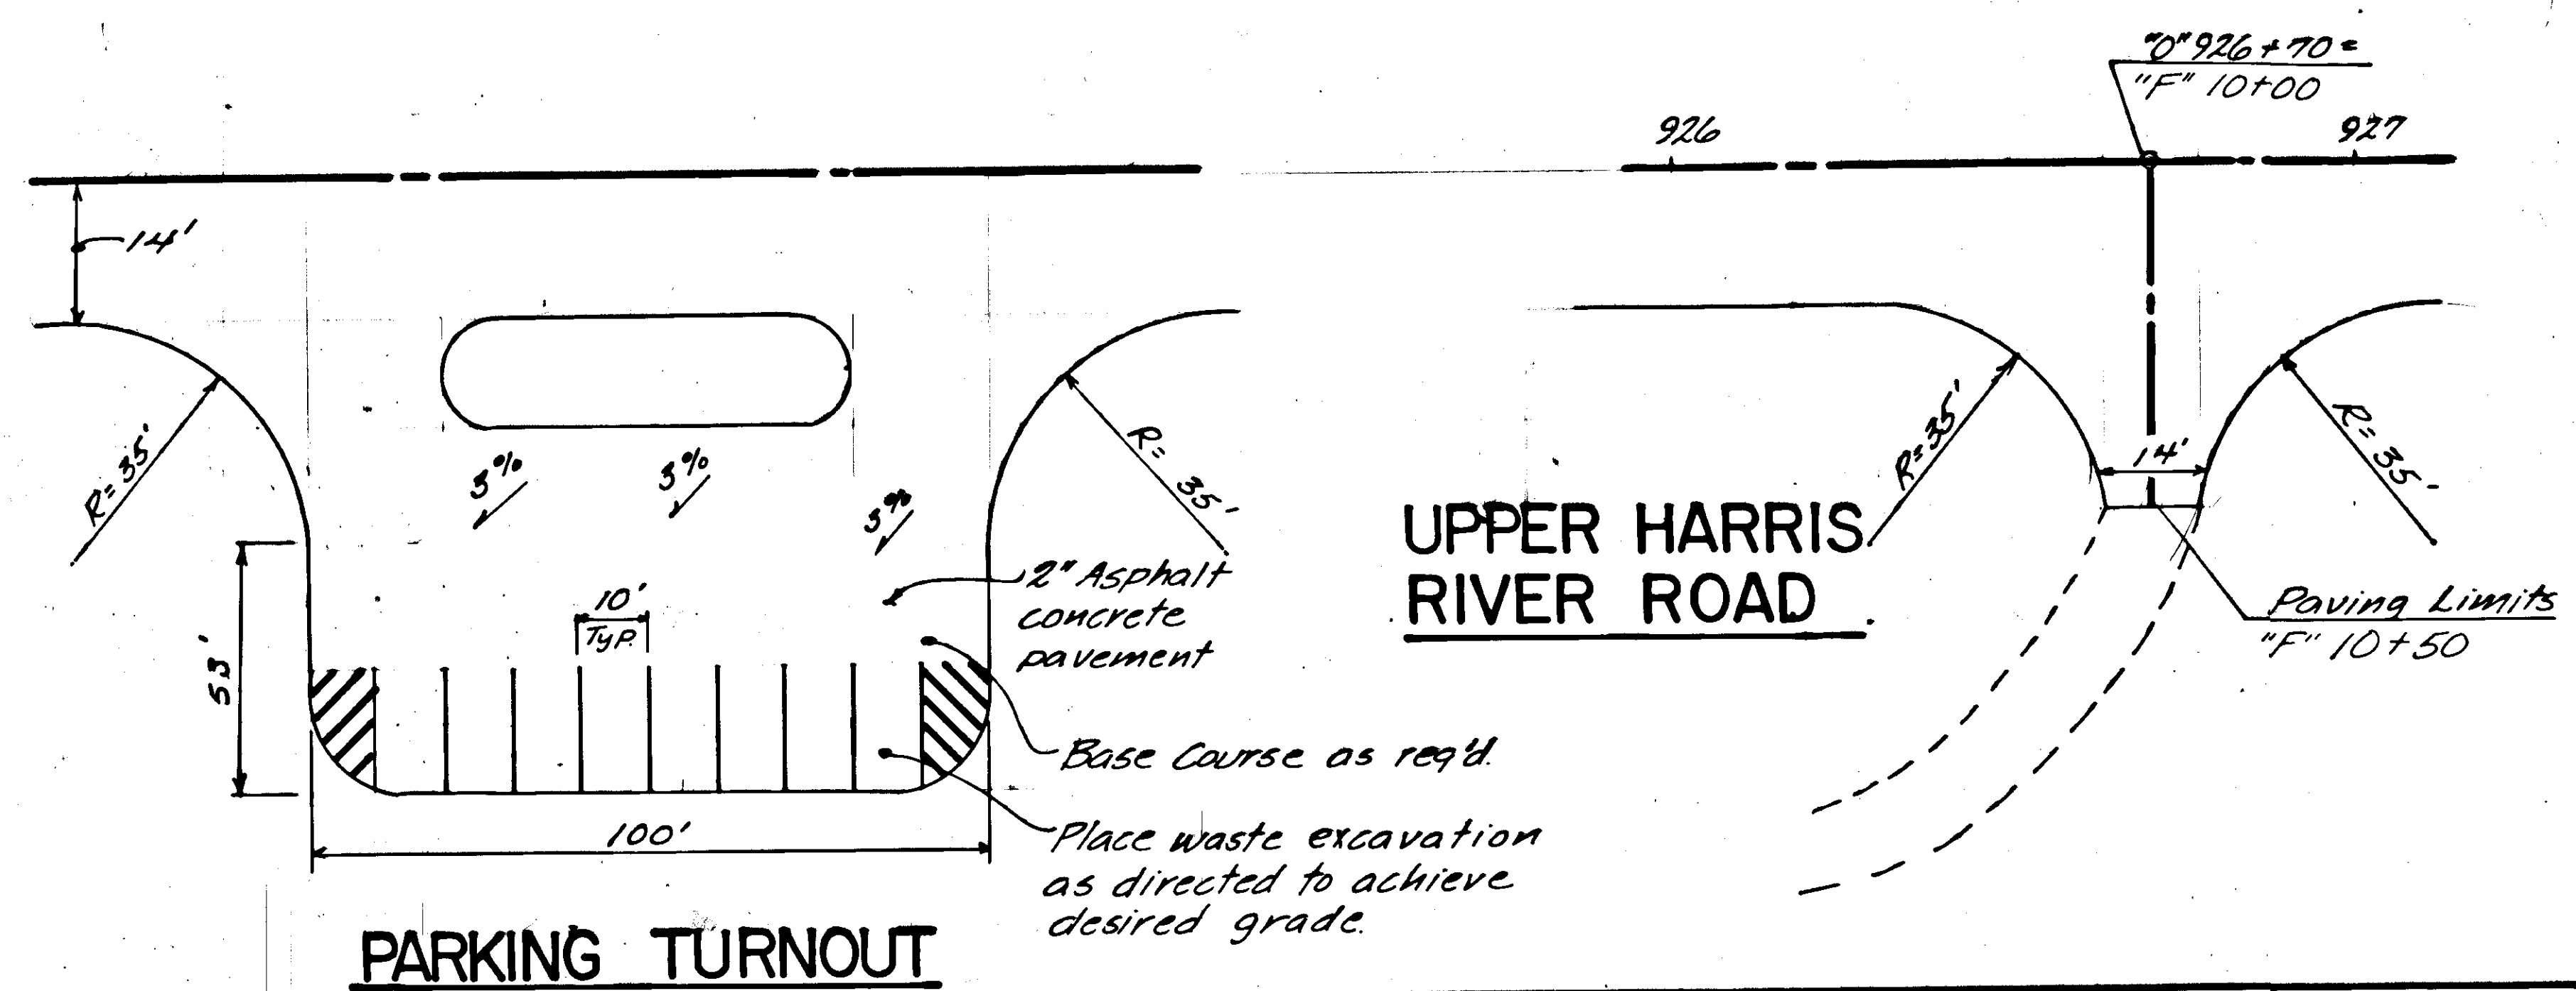 "O" 926 + 70 =
"F" 10+00
926
927
14'
R=35'
3%
3%
3%
R= 35'
R=35'
14'
R=35'
UPPER HARRIS
RIVER ROAD
2" Asphalt
concrete
pavement
10'
Typ.
53'
Paving Limits
"F" 10+50
Base Course as req'd.
100'
Place waste excavation
as directed to achieve
desired grade.
PARKING TURNOUT